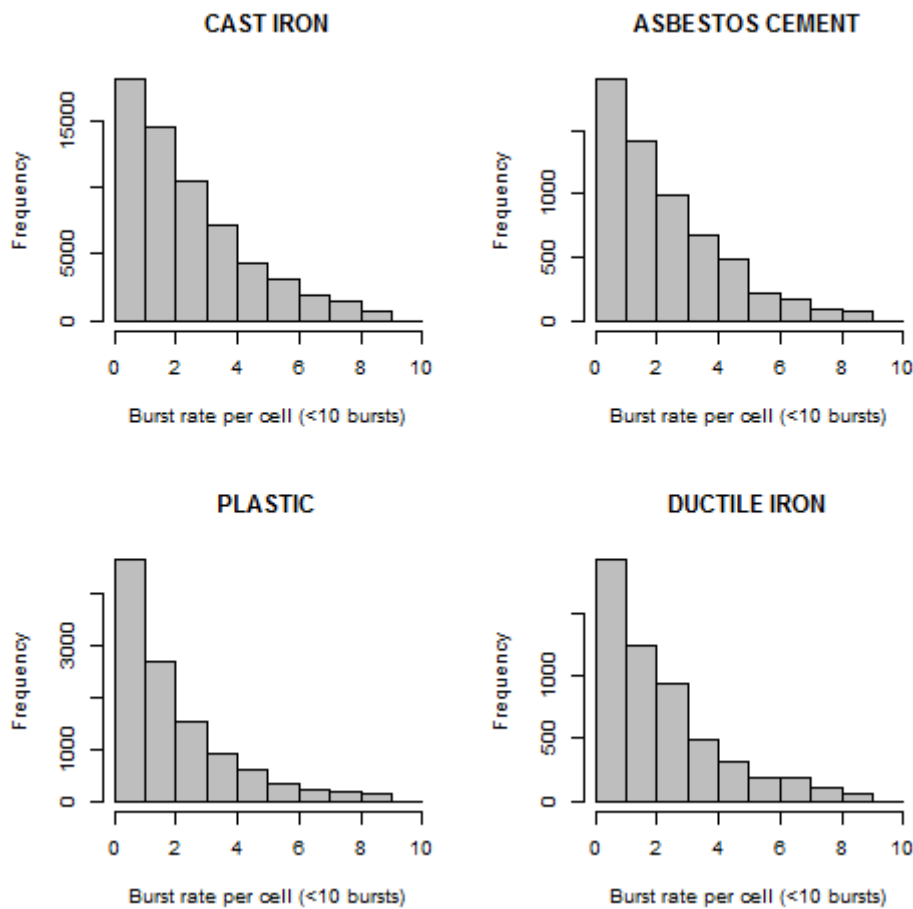 CAST IRON
Frequency
15000
5000
0
0 2 4 6 8 10
Burst rate per cell (<10 bursts)
ASBESTOS CEMENT
Frequency
1000
500
0
0 2 4 6 8 10
Burst rate per cell (<10 bursts)
PLASTIC
Frequency
3000
1000
0
0 2 4 6 8 10
Burst rate per cell (<10 bursts)
DUCTILE IRON
Frequency
1000
500
0
0 2 4 6 8 10
Burst rate per cell (<10 bursts)